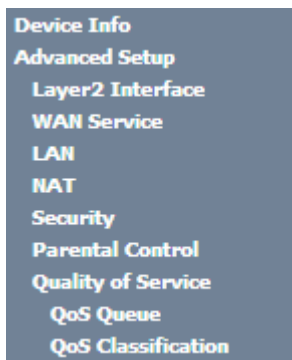 Device Info
Advanced Setup
Layer2 Interface
WAN Service
LAN
NAT
Security
Parental Control
Quality of Service
QoS Queue
QoS Classification